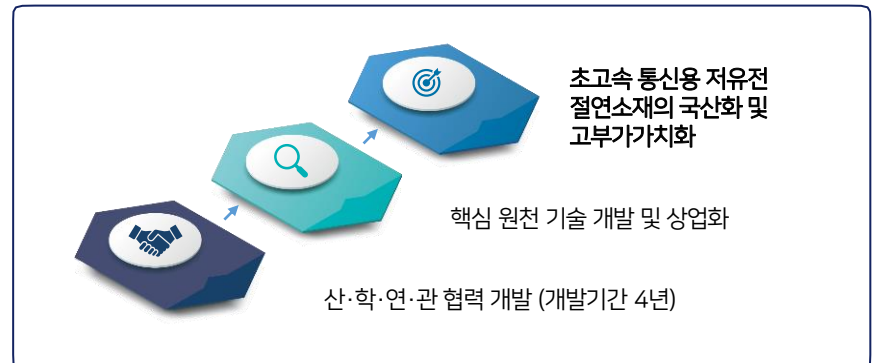 초고속 통신용 저유전
절연소재의 국산화 및
고부가가치화
핵심 원천 기술 개발 및 상업화
산·학·연·관 협력 개발 (개발기간 4년)